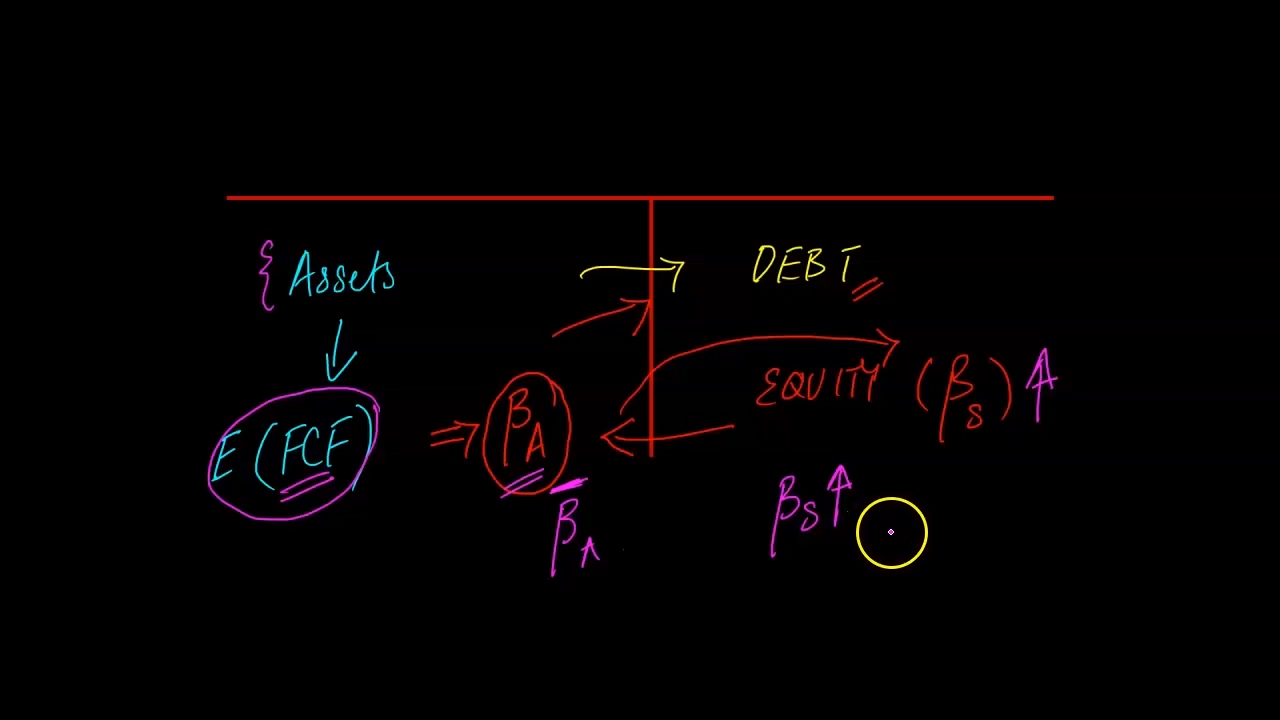 { Assets
→ DEBT
EQUITY (βs) ↑
E (FCF) ⇒ βA
βs ↑
βA